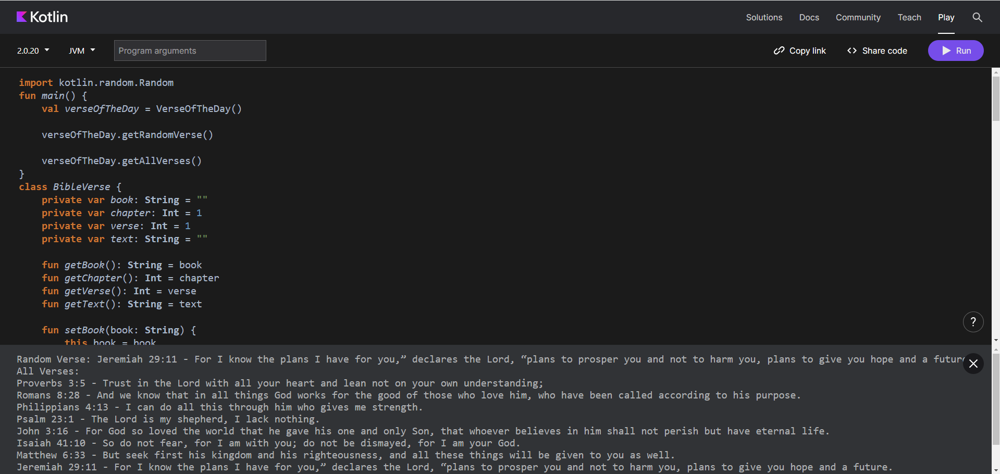 Kotlin
Solutions Docs Community Teach Play
2.0.20 JVM Program arguments Copy link Share code Run
import kotlin.random.Random
fun main() {
    val verseOfTheDay = VerseOfTheDay()
    verseOfTheDay.getRandomVerse()
    verseOfTheDay.getAllVerses()
}
class BibleVerse {
    private var book: String = ""
    private var chapter: Int = 1
    private var verse: Int = 1
    private var text: String = ""
    fun getBook(): String = book
    fun getChapter(): Int = chapter
    fun getVerse(): Int = verse
    fun getText(): String = text
    fun setBook(book: String) {
        this.book = book
?
Random Verse: Jeremiah 29:11 - For I know the plans I have for you,” declares the Lord, “plans to prosper you and not to harm you, plans to give you hope and a future
All Verses:
Proverbs 3:5 - Trust in the Lord with all your heart and lean not on your own understanding;
Romans 8:28 - And we know that in all things God works for the good of those who love him, who have been called according to his purpose.
Philippians 4:13 - I can do all this through him who gives me strength.
Psalm 23:1 - The Lord is my shepherd, I lack nothing.
John 3:16 - For God so loved the world that he gave his one and only Son, that whoever believes in him shall not perish but have eternal life.
Isaiah 41:10 - So do not fear, for I am with you; do not be dismayed, for I am your God.
Matthew 6:33 - But seek first his kingdom and his righteousness, and all these things will be given to you as well.
Jeremiah 29:11 - For I know the plans I have for you,” declares the Lord, “plans to prosper you and not to harm you, plans to give you hope and a future.